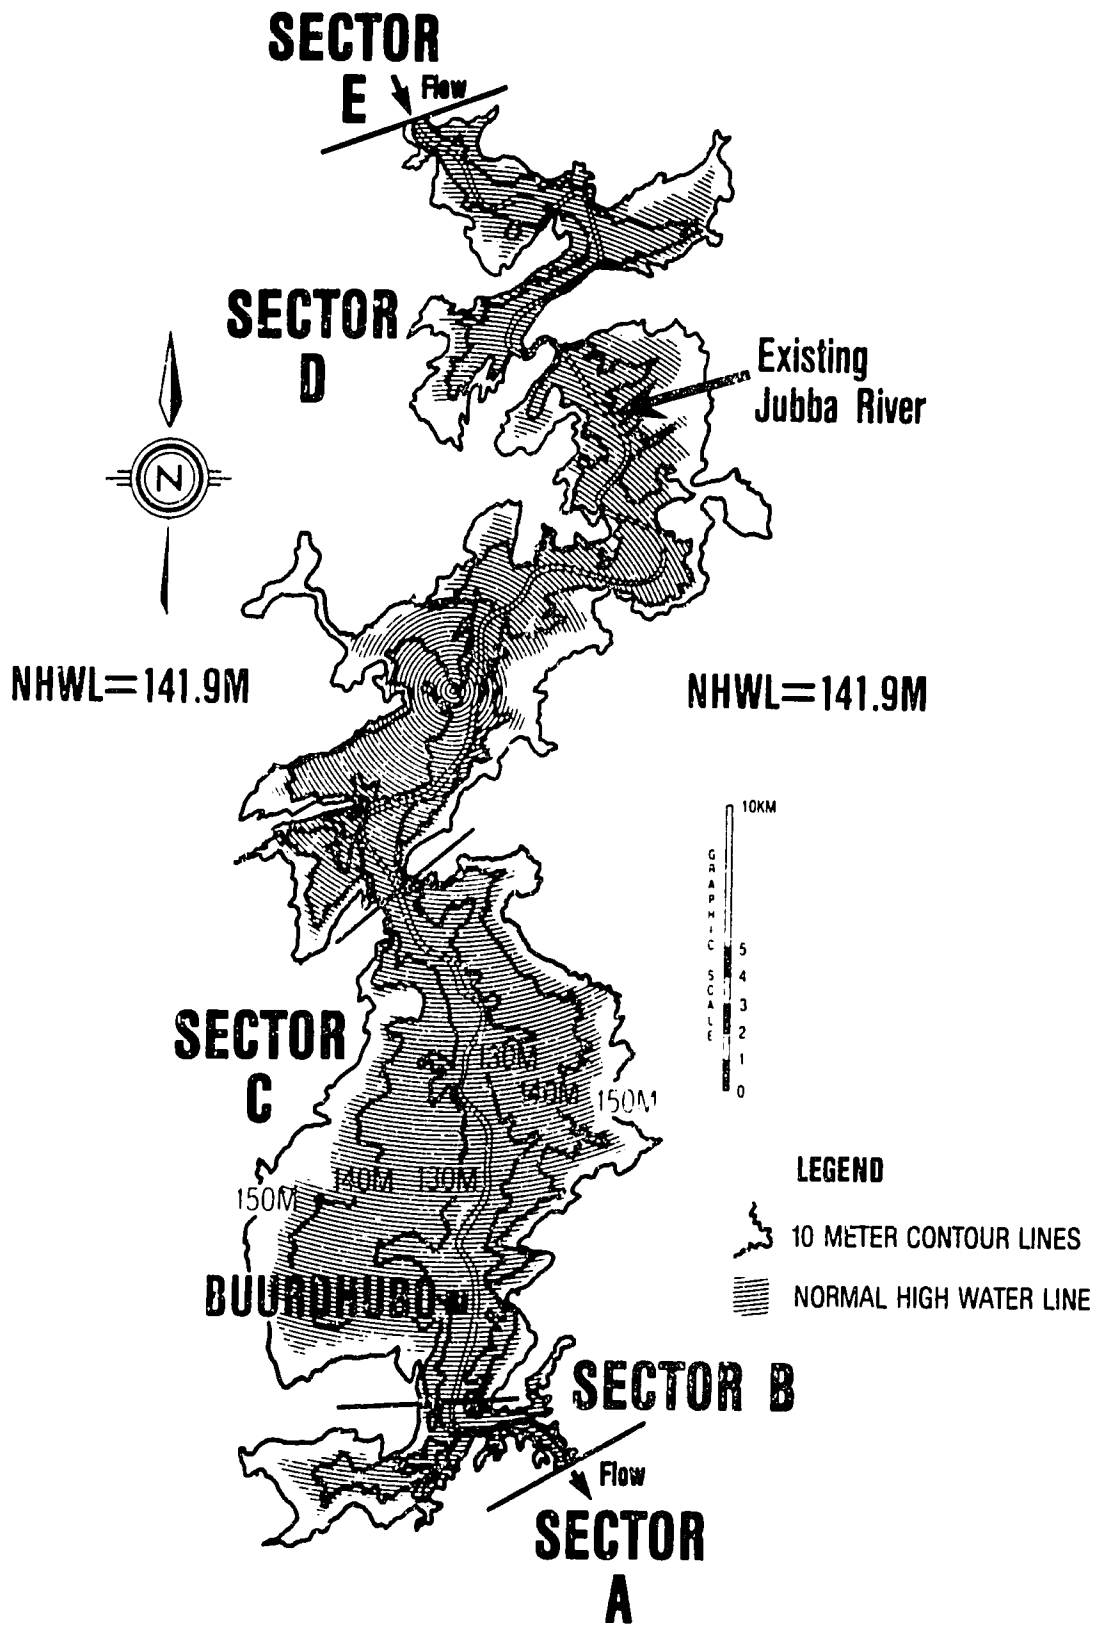 SECTOR
E
Flow
SECTOR
D
Existing
Jubba River
N
NHWL=141.9M
NHWL=141.9M
10KM
GRAPHIC SCALE
5
4
3
2
1
0
SECTOR
C
130M
140M
150M
140M
130M
150M
LEGEND
10 METER CONTOUR LINES
NORMAL HIGH WATER LINE
BUURDHUBO
SECTOR B
Flow
SECTOR
A